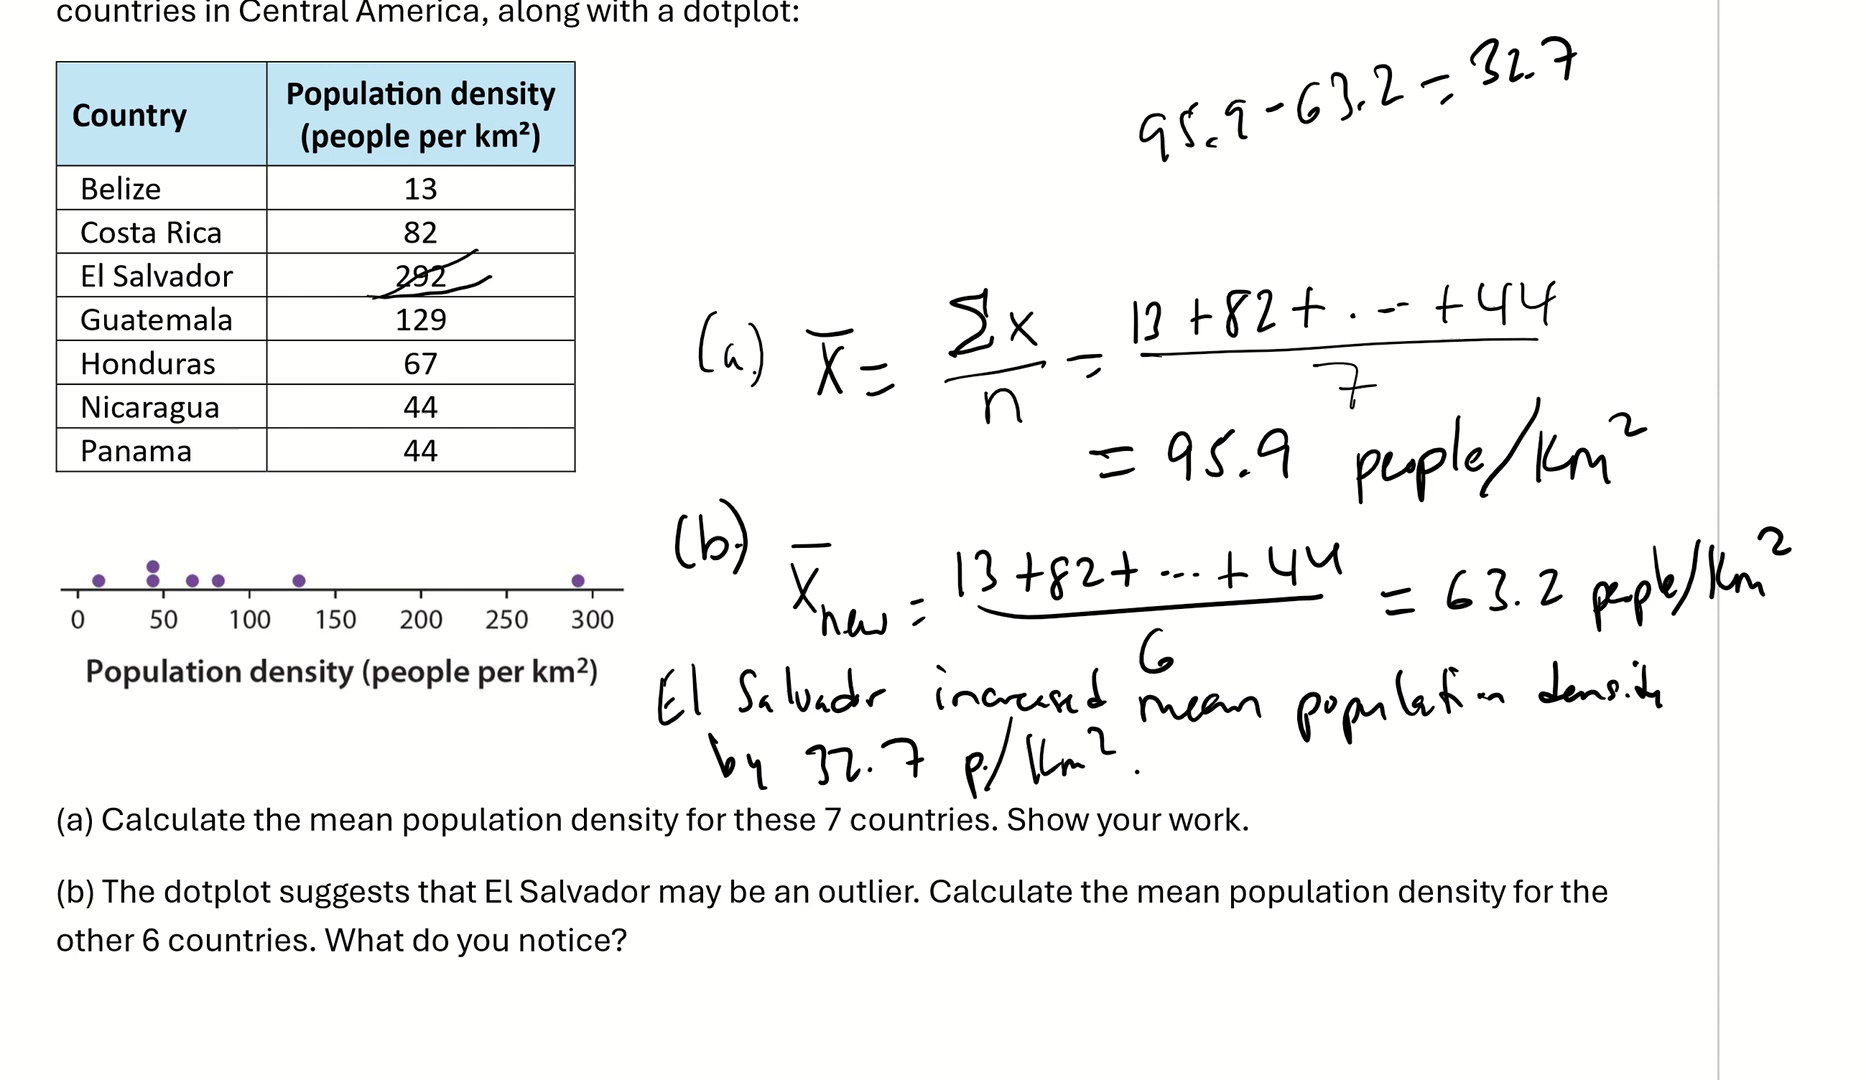 countries in Central America, along with a dotplot:
95.9-63.2=32.7
Country Population density (people per km²)
Belize 13
Costa Rica 82
El Salvador 292
Guatemala 129
Honduras 67
Nicaragua 44
Panama 44
(a) x̄ = Σx/n = 13+82+...+44/7
= 95.9 people/km²
(b) x̄new = 13+82+...+44/6 = 63.2 people/km²
El Salvador increased mean population density
by 32.7 p./km².
0 50 100 150 200 250 300
Population density (people per km²)
(a) Calculate the mean population density for these 7 countries. Show your work.
(b) The dotplot suggests that El Salvador may be an outlier. Calculate the mean population density for the
other 6 countries. What do you notice?